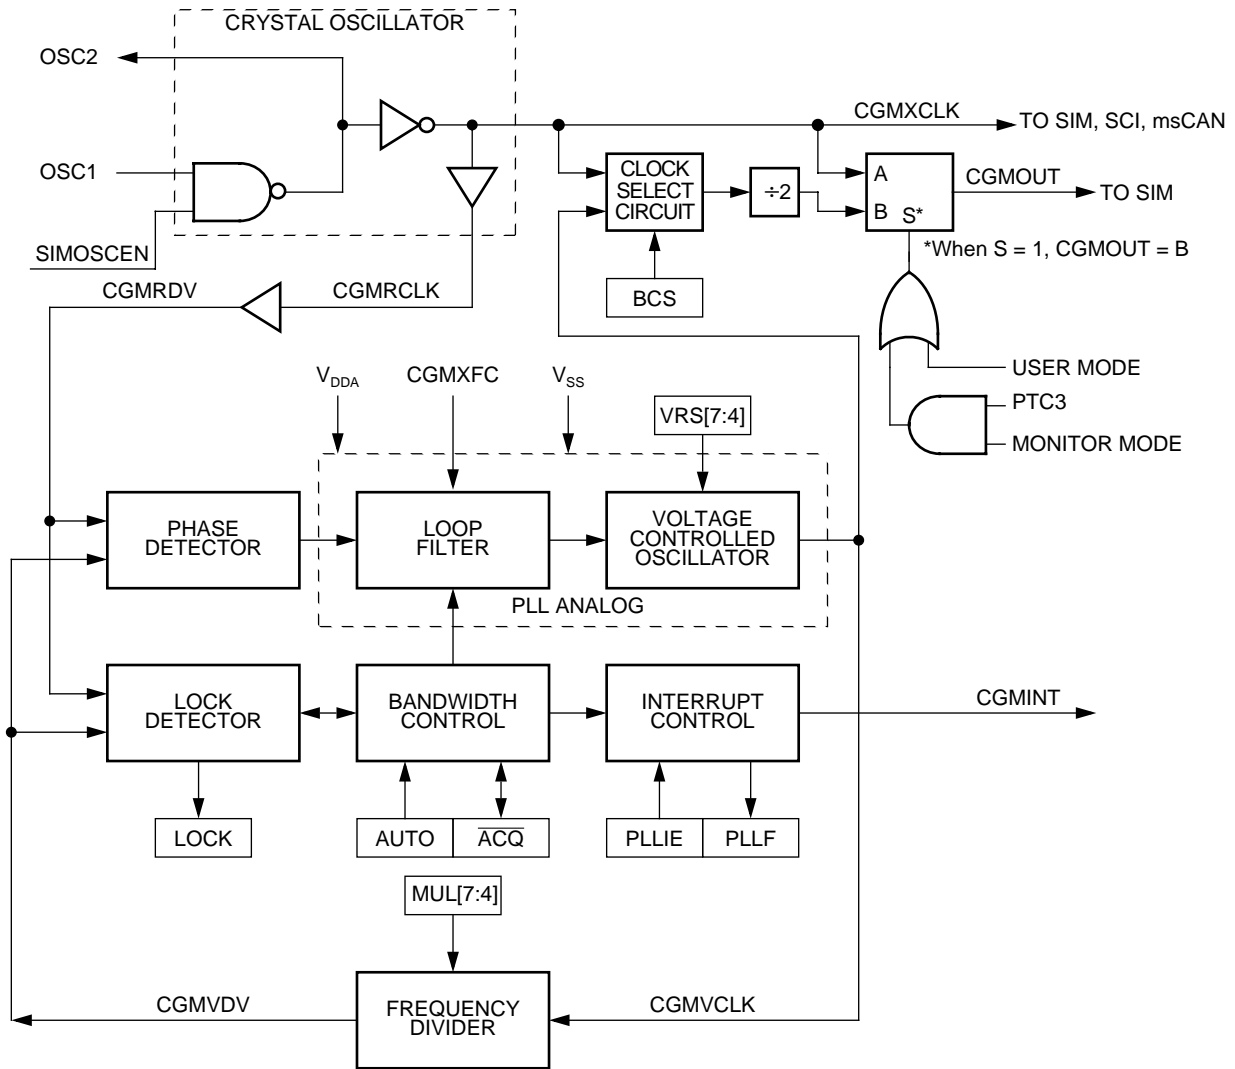 CRYSTAL OSCILLATOR
OSC2
CGMXCLK
TO SIM, SCI, msCAN
OSC1
CLOCK
SELECT
CIRCUIT
÷2
A
B
S*
CGMOUT
TO SIM
*When S = 1, CGMOUT = B
SIMOSCEN
CGMRDV
CGMRCLK
BCS
USER MODE
PTC3
MONITOR MODE
VDDA
CGMXFC
VSS
VRS[7:4]
PHASE
DETECTOR
LOOP
FILTER
VOLTAGE
CONTROLLED
OSCILLATOR
PLL ANALOG
LOCK
DETECTOR
BANDWIDTH
CONTROL
INTERRUPT
CONTROL
CGMINT
LOCK
AUTO
ACQ
PLLIE
PLLF
MUL[7:4]
CGMVDV
FREQUENCY
DIVIDER
CGMVCLK